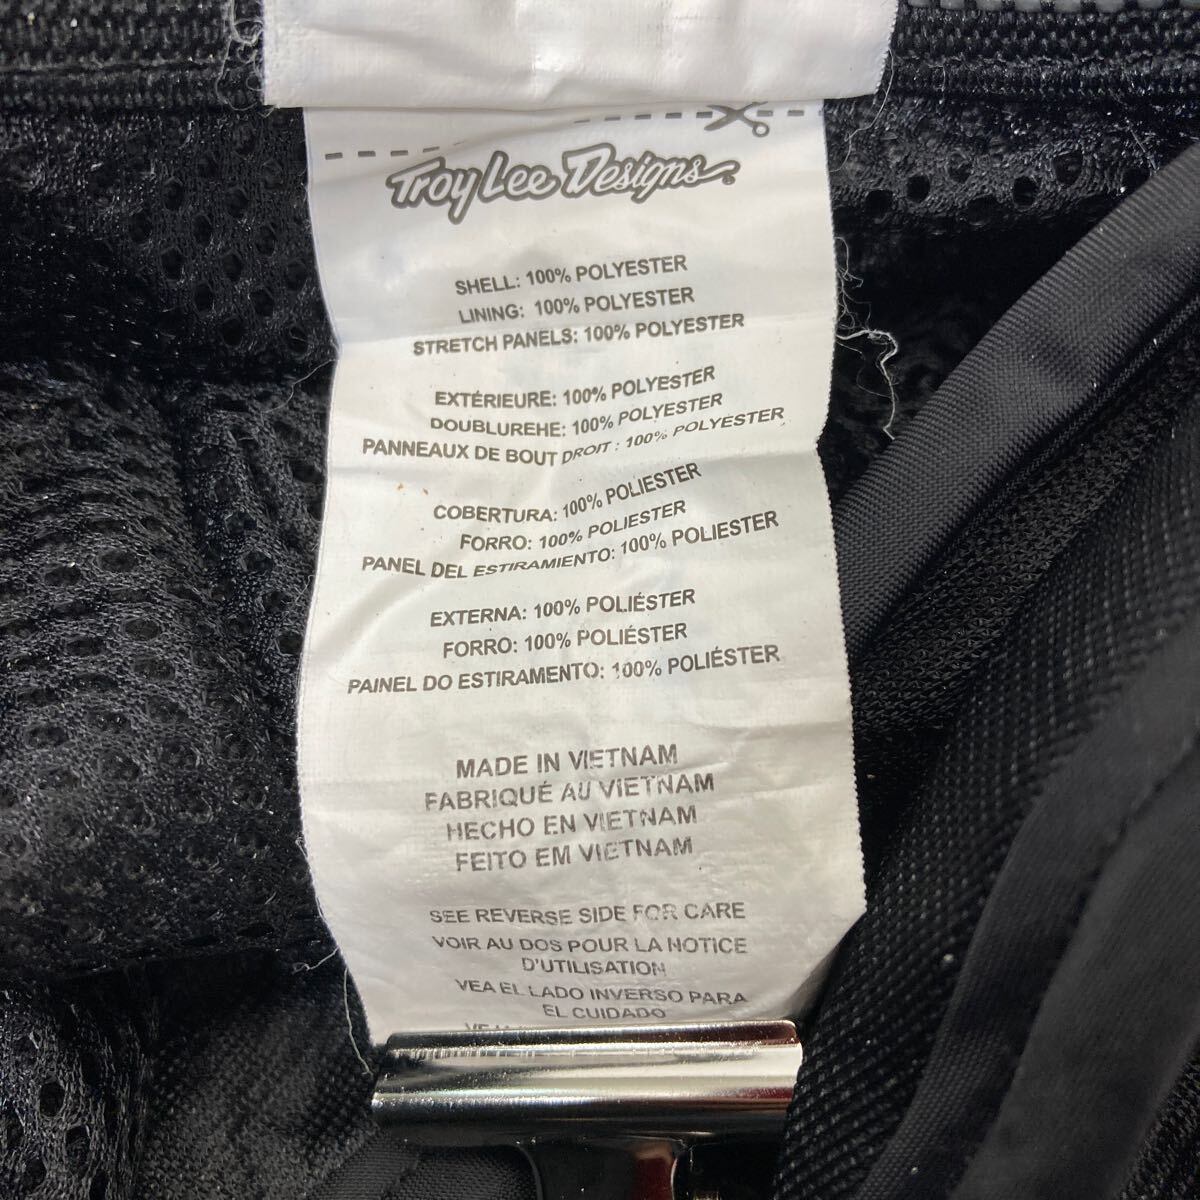 Troy Lee Designs
SHELL: 100% POLYESTER
LINING: 100% POLYESTER
STRETCH PANELS: 100% POLYESTER
EXTÉRIEURE: 100% POLYESTER
DOUBLUREHE: 100% POLYESTER
PANNEAUX DE BOUT DROIT : 100% POLYESTER
COBERTURA: 100% POLIESTER
FORRO: 100% POLIESTER
PANEL DEL ESTIRAMIENTO: 100% POLIESTER
EXTERNA: 100% POLIÉSTER
FORRO: 100% POLIÉSTER
PAINEL DO ESTIRAMENTO: 100% POLIÉSTER
MADE IN VIETNAM
FABRIQUÉ AU VIETNAM
HECHO EN VIETNAM
FEITO EM VIETNAM
SEE REVERSE SIDE FOR CARE
VOIR AU DOS POUR LA NOTICE
D'UTILISATION
VEA EL LADO INVERSO PARA
EL CUIDADO